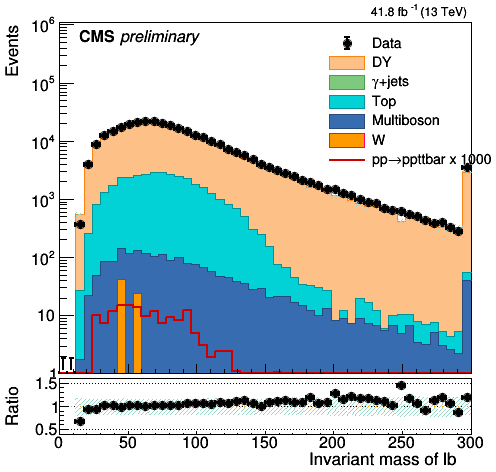 41.8 fb⁻¹ (13 TeV)
CMS preliminary
Events
10⁶
10⁵
10⁴
10³
10²
10
1
Data
DY
γ+jets
Top
Multiboson
W
pp→ppttbar x 1000
Ratio
1.5
1
0.5
0 50 100 150 200 250 300
Invariant mass of lb